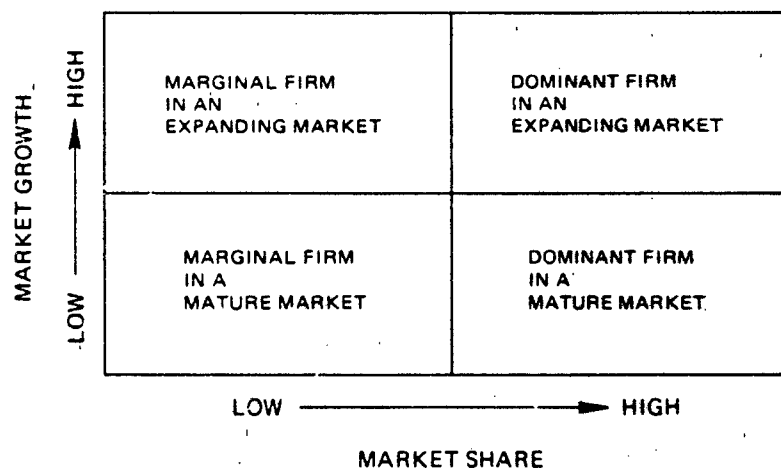 MARKET GROWTH
LOW
HIGH
MARGINAL FIRM
IN AN
EXPANDING MARKET
DOMINANT FIRM
IN AN
EXPANDING MARKET
MARGINAL FIRM
IN A
MATURE MARKET
DOMINANT FIRM
IN A
MATURE MARKET
LOW
HIGH
MARKET SHARE